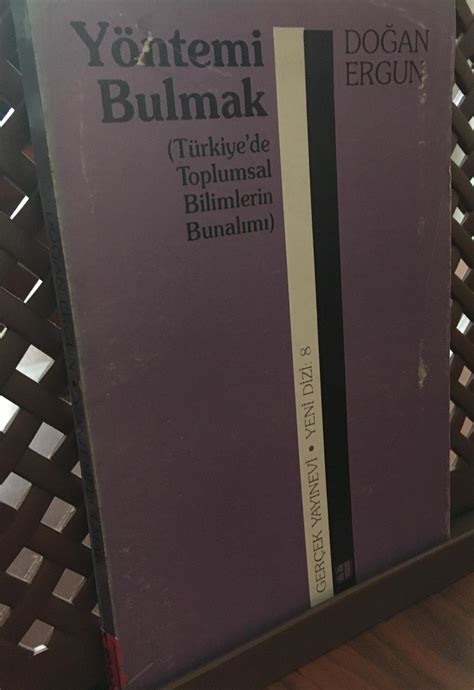 Yöntemi
Bulmak
(Türkiye'de
Toplumsal
Bilimlerin
Bunalımı)
DOĞAN
ERGUN
GERÇEK YAYINEVİ • YENİ DİZİ: 8